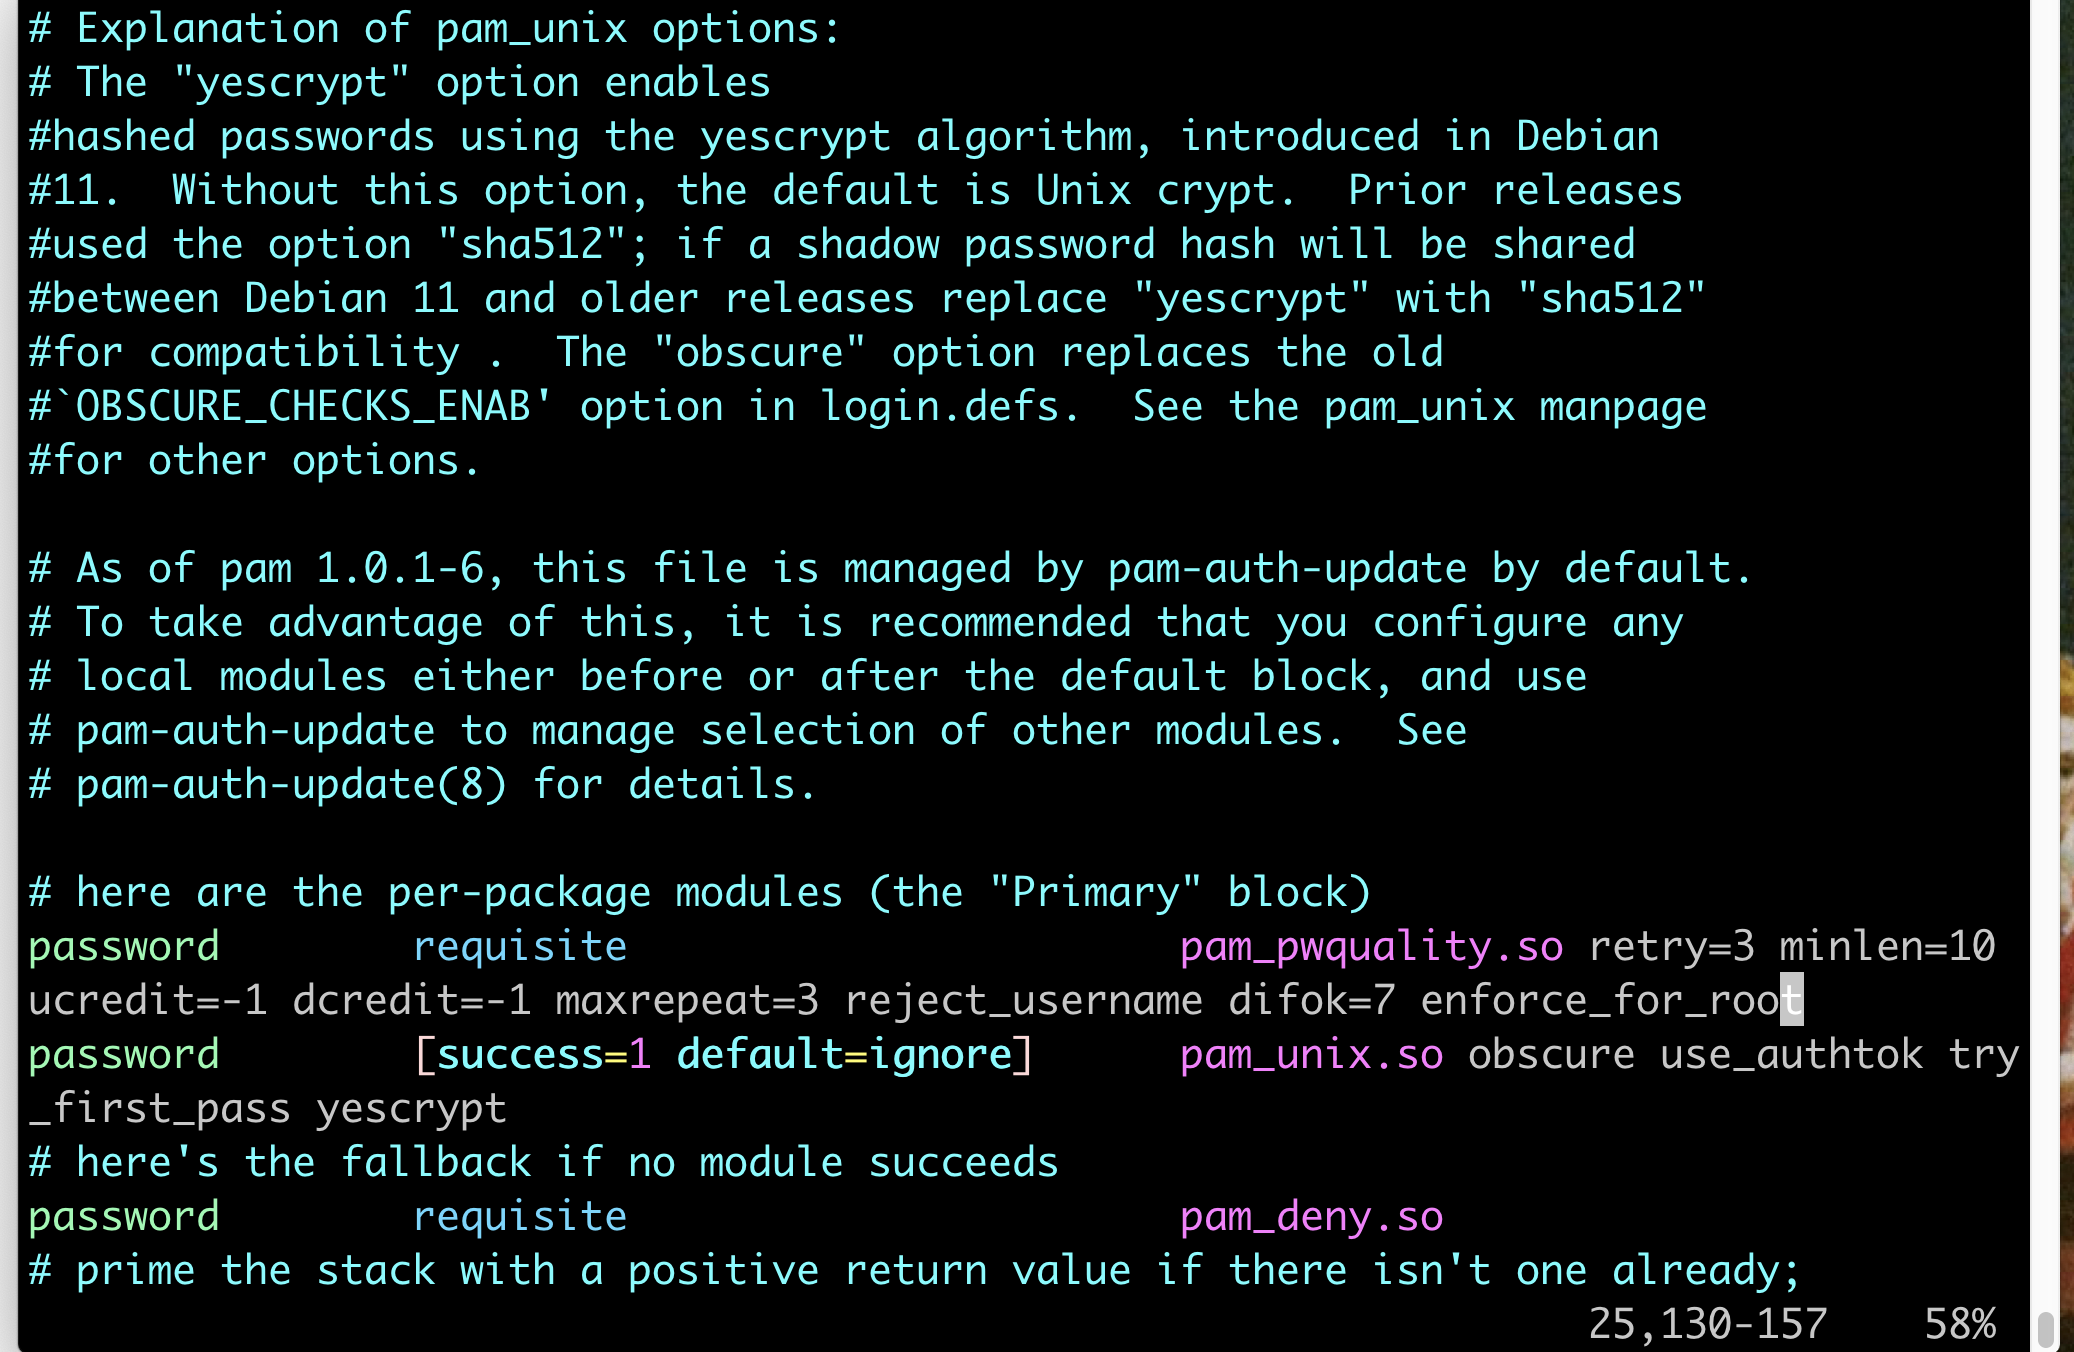 # Explanation of pam_unix options:
# The "yescrypt" option enables
#hashed passwords using the yescrypt algorithm, introduced in Debian
#11.  Without this option, the default is Unix crypt.  Prior releases
#used the option "sha512"; if a shadow password hash will be shared
#between Debian 11 and older releases replace "yescrypt" with "sha512"
#for compatibility .  The "obscure" option replaces the old
#`OBSCURE_CHECKS_ENAB' option in login.defs.  See the pam_unix manpage
#for other options.

# As of pam 1.0.1-6, this file is managed by pam-auth-update by default.
# To take advantage of this, it is recommended that you configure any
# local modules either before or after the default block, and use
# pam-auth-update to manage selection of other modules.  See
# pam-auth-update(8) for details.

# here are the per-package modules (the "Primary" block)
password        requisite                       pam_pwquality.so retry=3 minlen=10
ucredit=-1 dcredit=-1 maxrepeat=3 reject_username difok=7 enforce_for_root
password        [success=1 default=ignore]      pam_unix.so obscure use_authtok try
_first_pass yescrypt
# here's the fallback if no module succeeds
password        requisite                       pam_deny.so
# prime the stack with a positive return value if there isn't one already;
25,130-157    58%